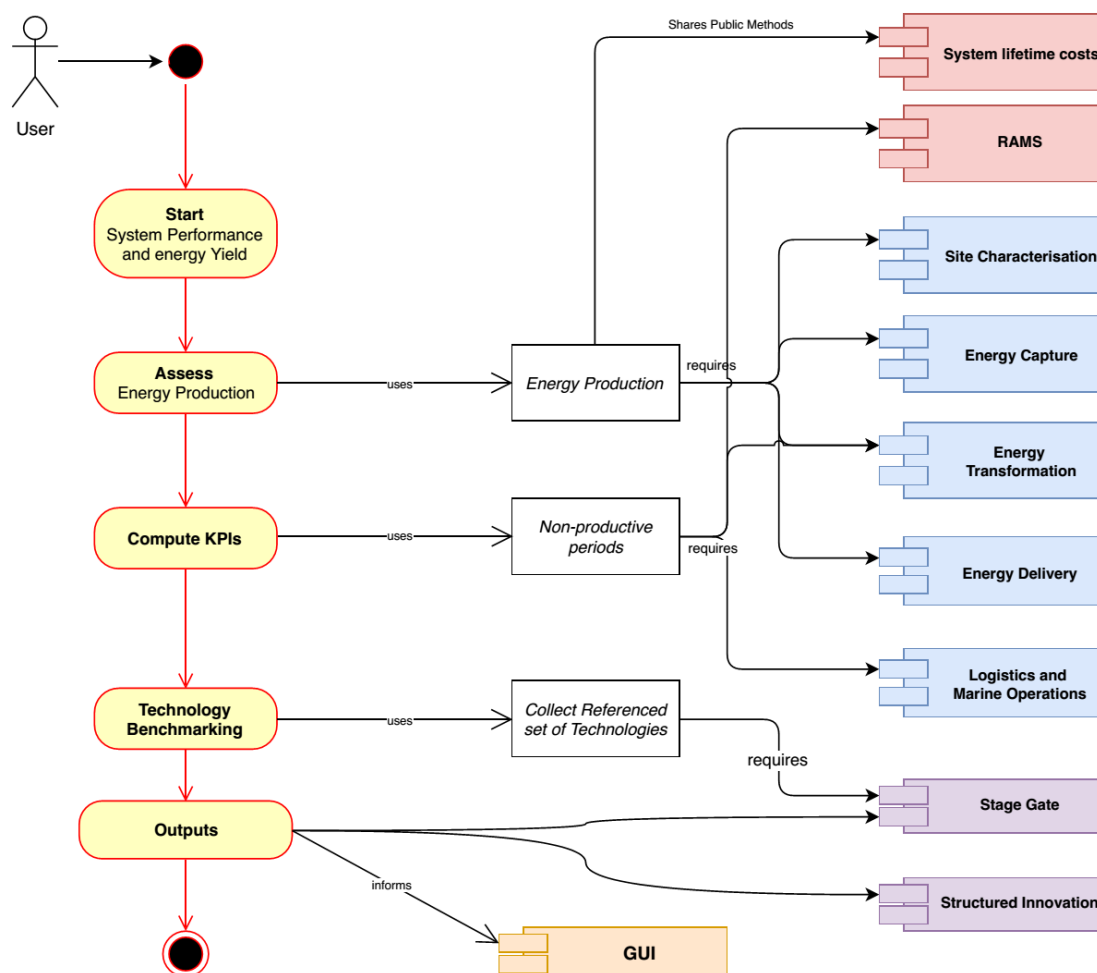 Shares Public Methods
System lifetime costs
User
RAMS
Start
System Performance
and energy Yield
Site Characterisation
Assess
Energy Production
uses
Energy Production
requires
Energy Capture
Energy
Transformation
Compute KPIs
uses
Non-productive
periods
requires
Energy Delivery
Technology
Benchmarking
uses
Collect Referenced
set of Technologies
requires
Logistics and
Marine Operations
Stage Gate
Outputs
informs
Structured Innovation
GUI